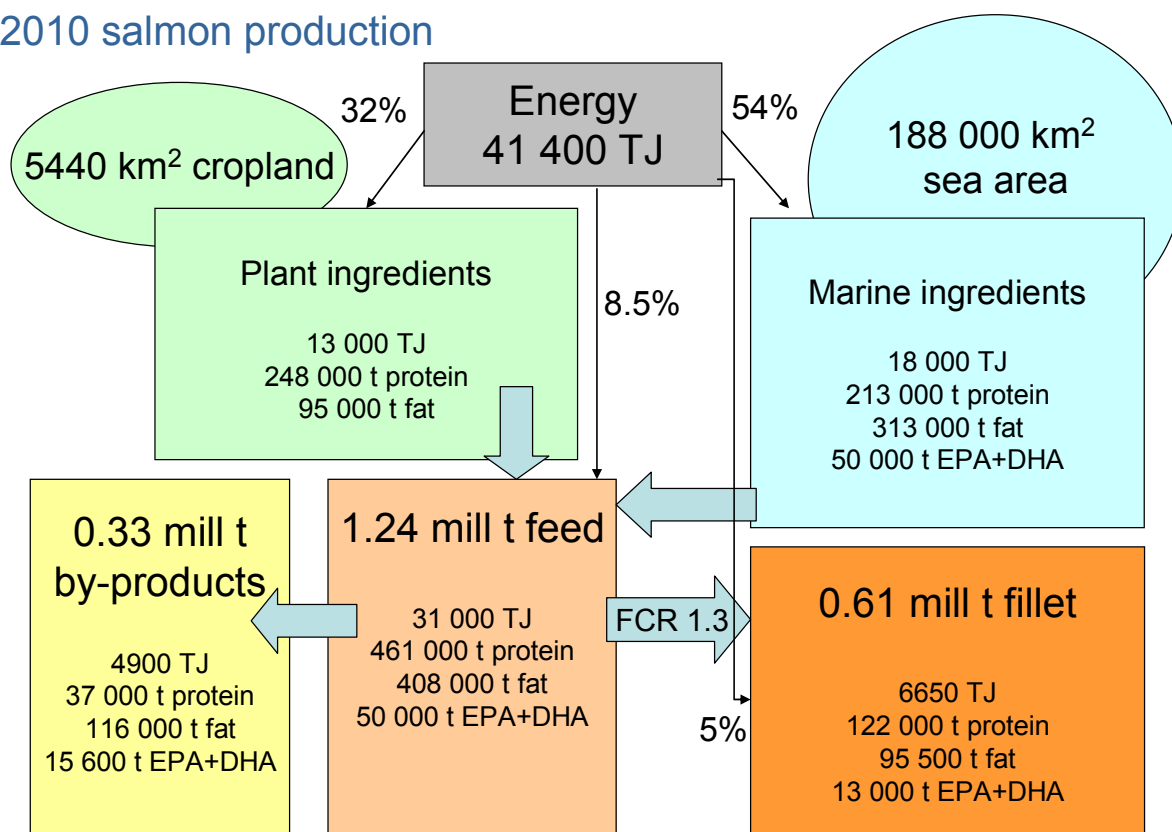 2010 salmon production
Energy
41 400 TJ
32%
54%
5440 km² cropland
188 000 km²
sea area
Plant ingredients
13 000 TJ
248 000 t protein
95 000 t fat
8.5%
Marine ingredients
18 000 TJ
213 000 t protein
313 000 t fat
50 000 t EPA+DHA
0.33 mill t
by-products
4900 TJ
37 000 t protein
116 000 t fat
15 600 t EPA+DHA
1.24 mill t feed
31 000 TJ
461 000 t protein
408 000 t fat
50 000 t EPA+DHA
FCR 1.3
5%
0.61 mill t fillet
6650 TJ
122 000 t protein
95 500 t fat
13 000 t EPA+DHA